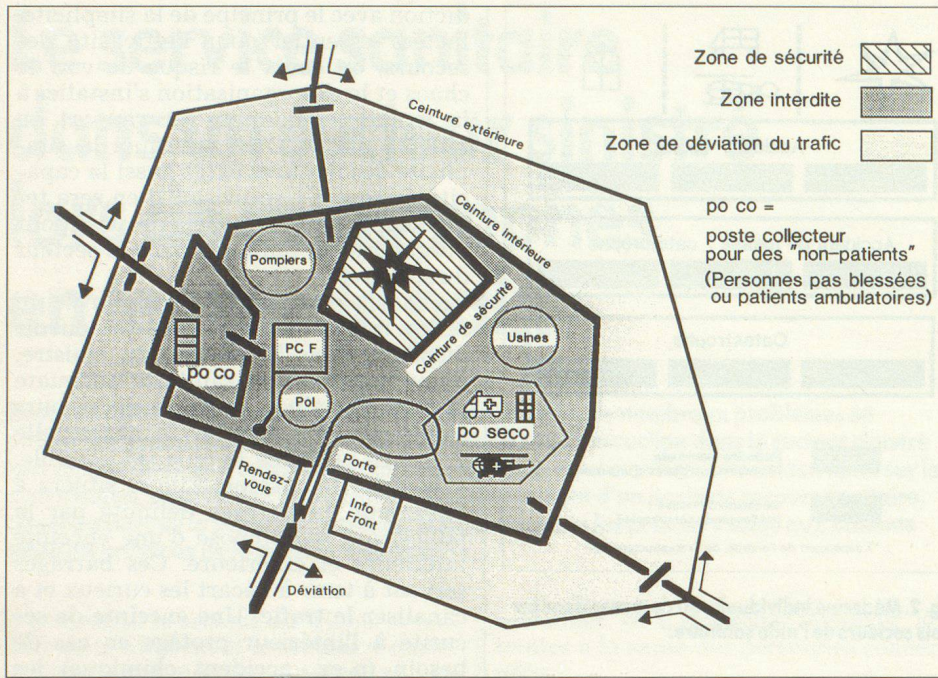 Zone de sécurité
Zone interdite
Zone de déviation du trafic
po co =
poste collecteur
pour des "non-patients"
(Personnes pas blessées
ou patients ambulatoires)
Ceinture extérieure
Ceinture intérieure
Ceinture de sécurité
Pompiers
Usines
PC F
po co
Pol
po seco
Rendez-
vous
Porte
Info
Front
Déviation